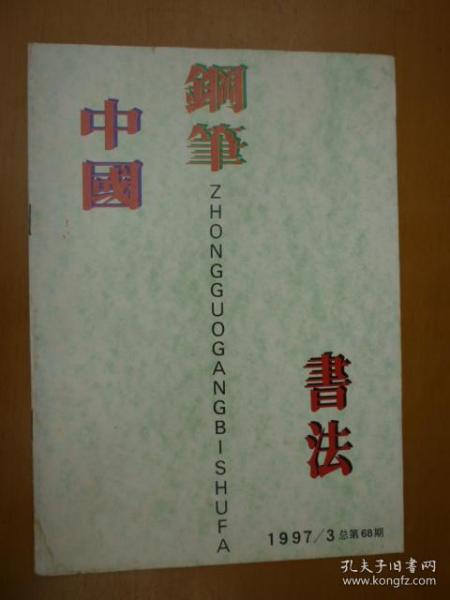 中國
鋼筆
書法
ZHONGGUOGANGBISHUFA
1997/3 总第68期
孔夫子旧书网
www.kongfz.com